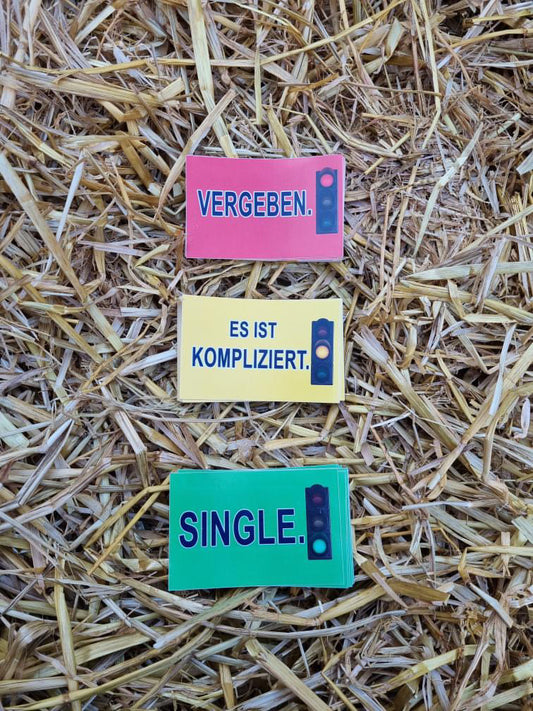 VERGEBEN.
ES IST
KOMPLIZIERT.
SINGLE.